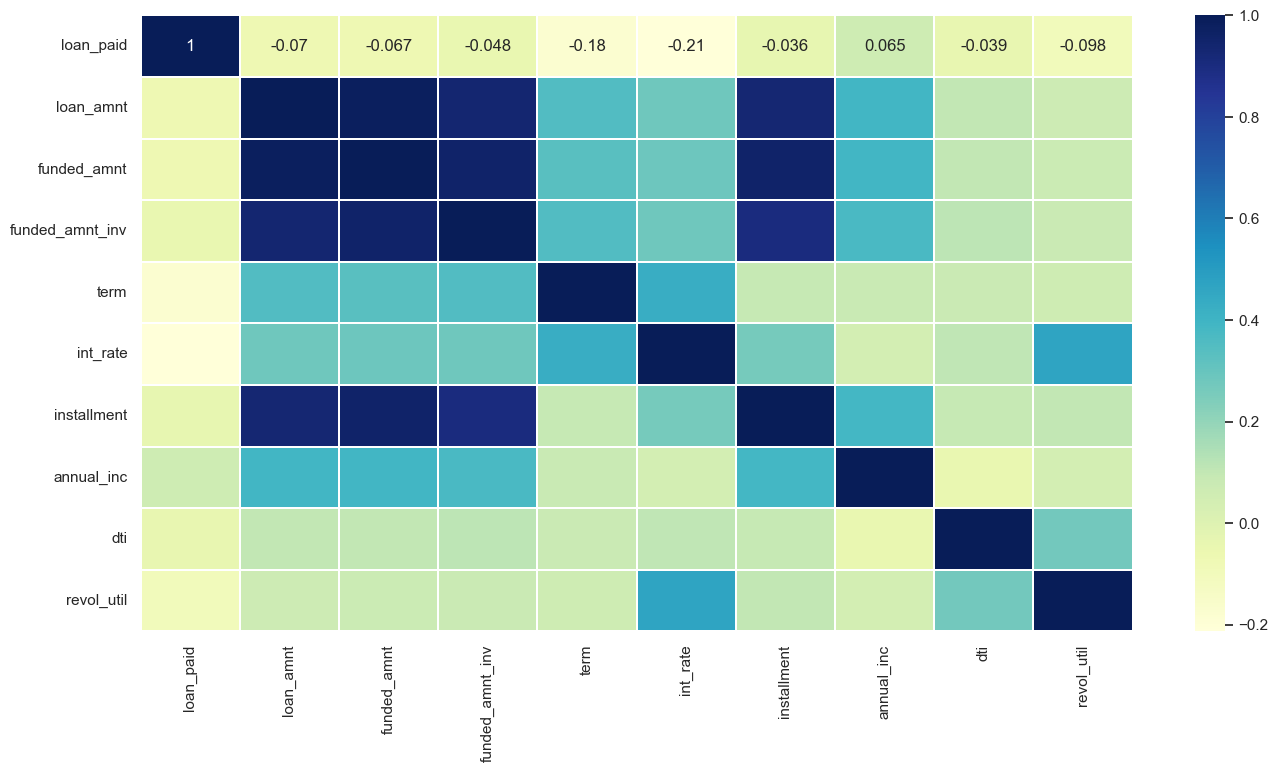 loan_paid 1 -0.07 -0.067 -0.048 -0.18 -0.21 -0.036 0.065 -0.039 -0.098
loan_amnt
funded_amnt
funded_amnt_inv
term
int_rate
installment
annual_inc
dti
revol_util
loan_paid
loan_amnt
funded_amnt
funded_amnt_inv
term
int_rate
installment
annual_inc
dti
revol_util
1.0
0.8
0.6
0.4
0.2
0.0
−0.2